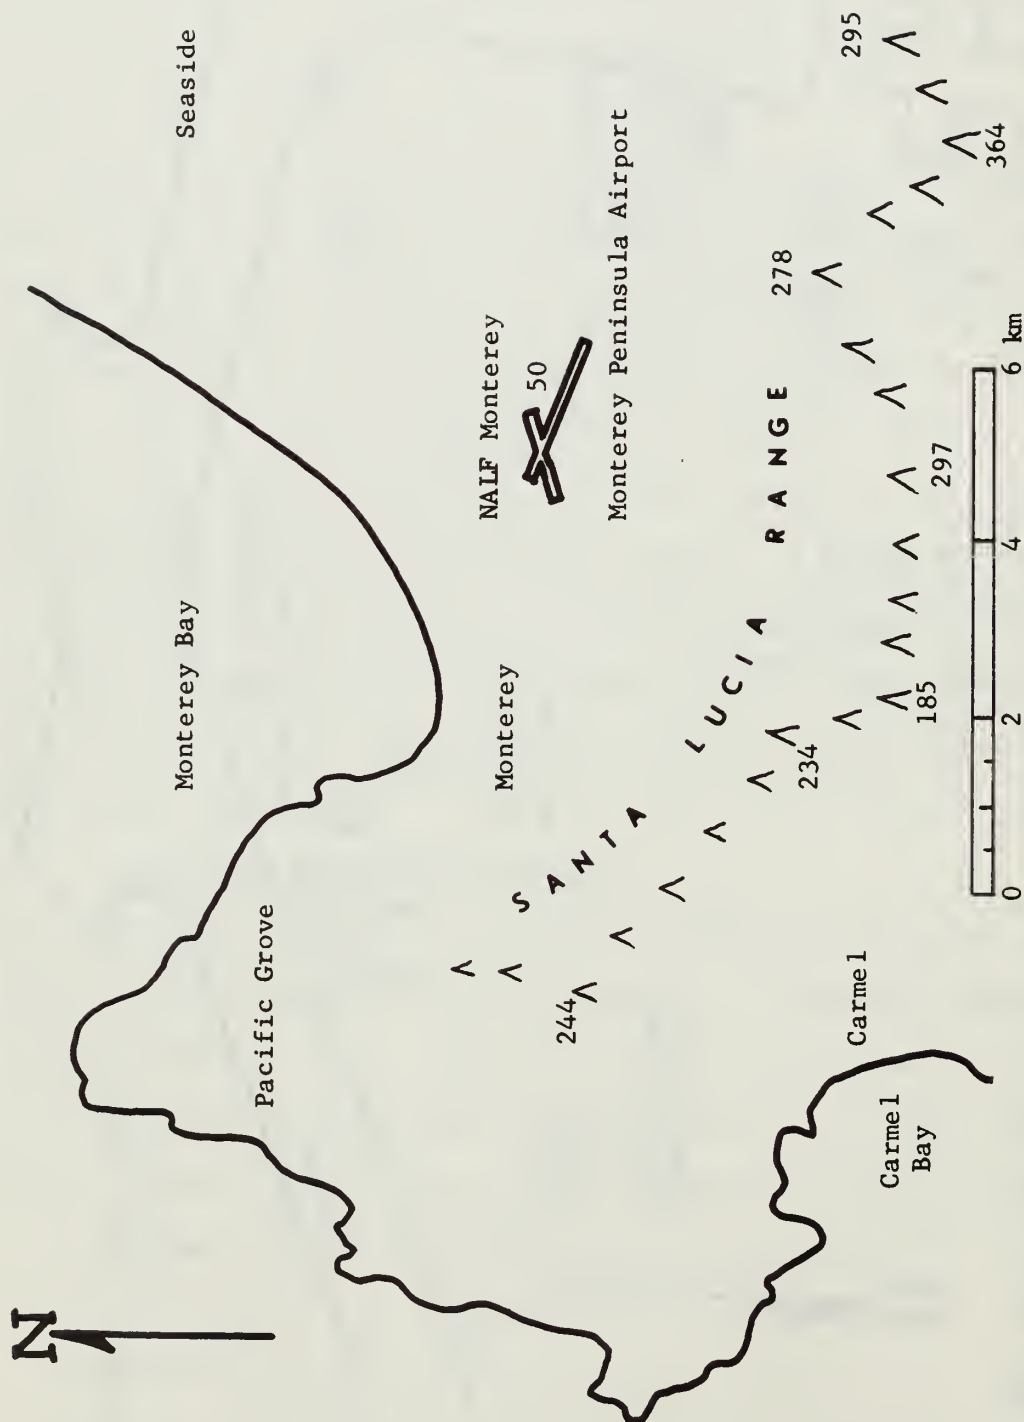 N
Seaside
Monterey Bay
Pacific Grove
NALF Monterey
50
Monterey Peninsula Airport
Monterey
SANTA LUCIA RANGE
244
234
185
297
278
364
295
Carmel
Carmel
Bay
0 2 4 6 km